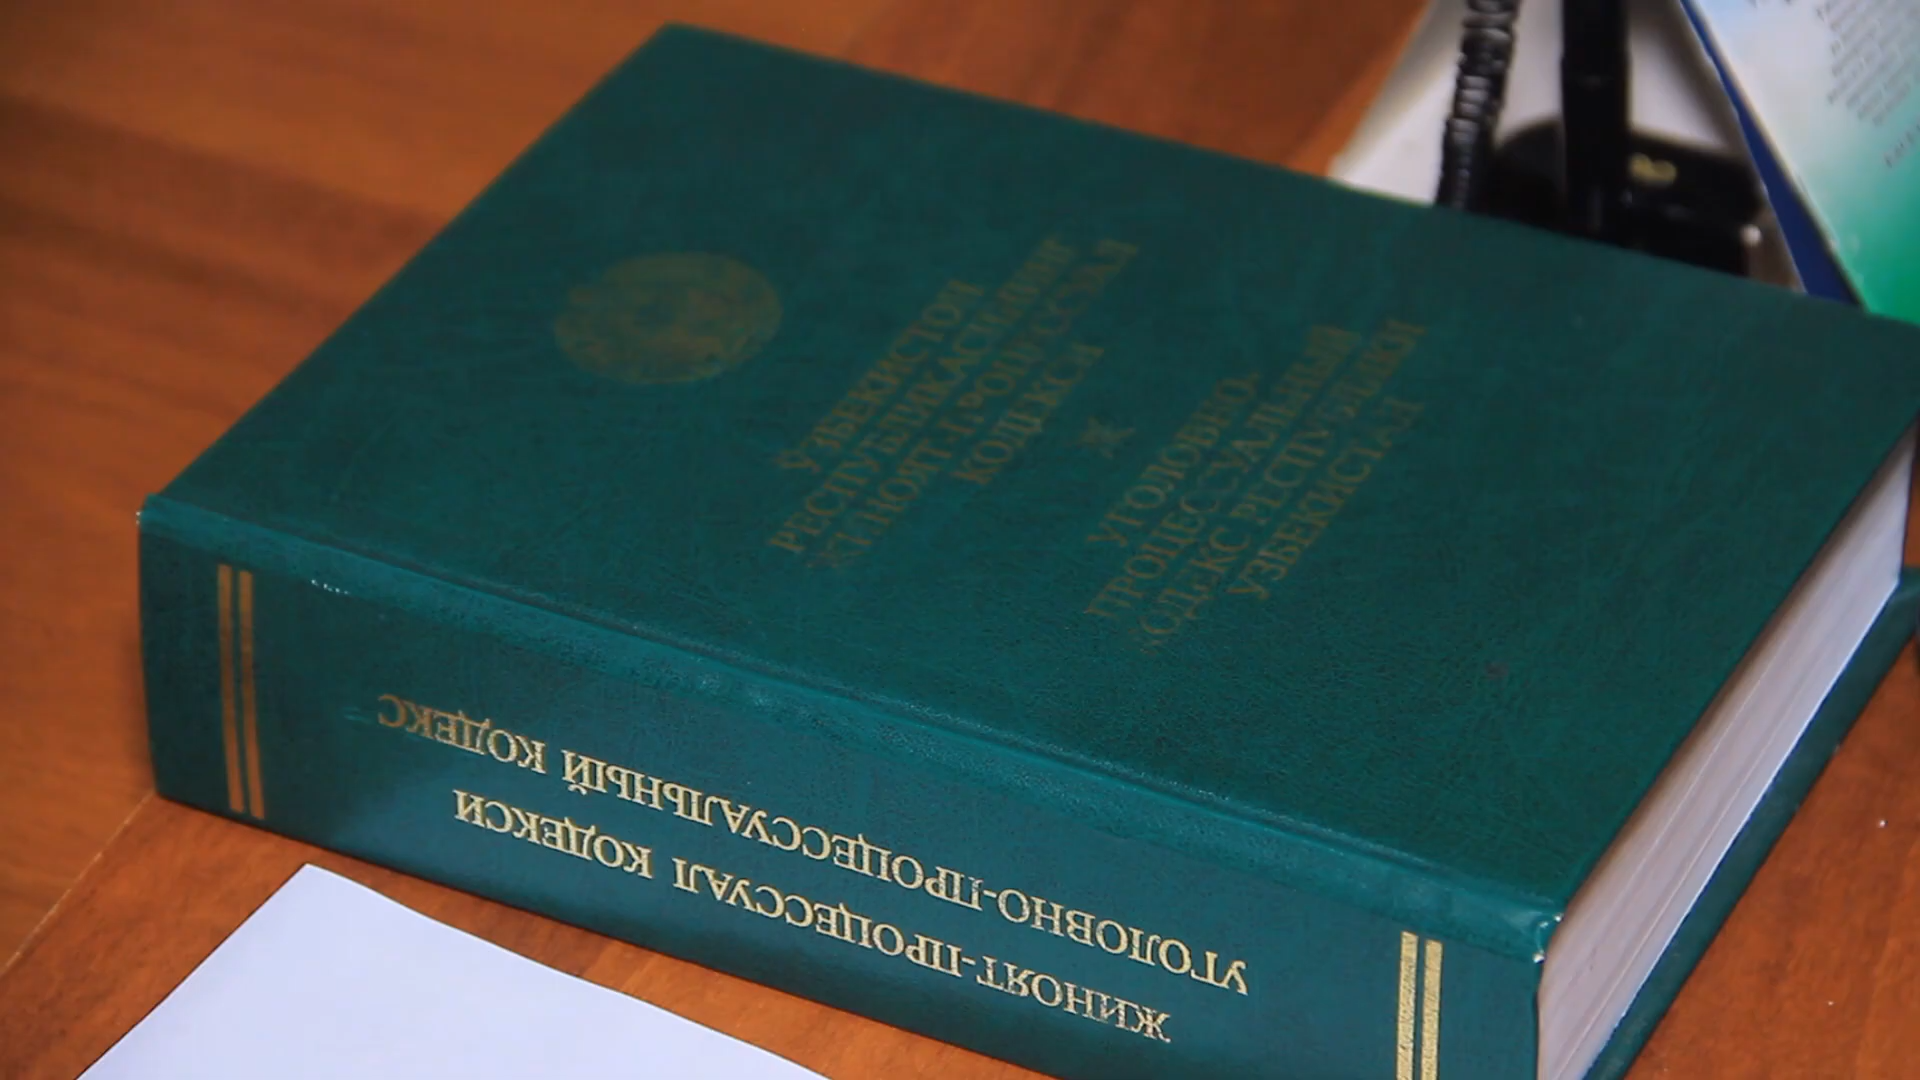 ЎЗБЕКИСТОН
РЕСПУБЛИКАСИНИНГ
ЖИНОЯТ-ПРОЦЕССУАЛ
КОДЕКСИ
УГОЛОВНО-
ПРОЦЕССУАЛЬНЫЙ
КОДЕКС РЕСПУБЛИКИ
УЗБЕКИСТАН
ЖИНОЯТ-ПРОЦЕССУАЛ КОДЕКСИ
УГОЛОВНО-ПРОЦЕССУАЛЬНЫЙ КОДЕКС